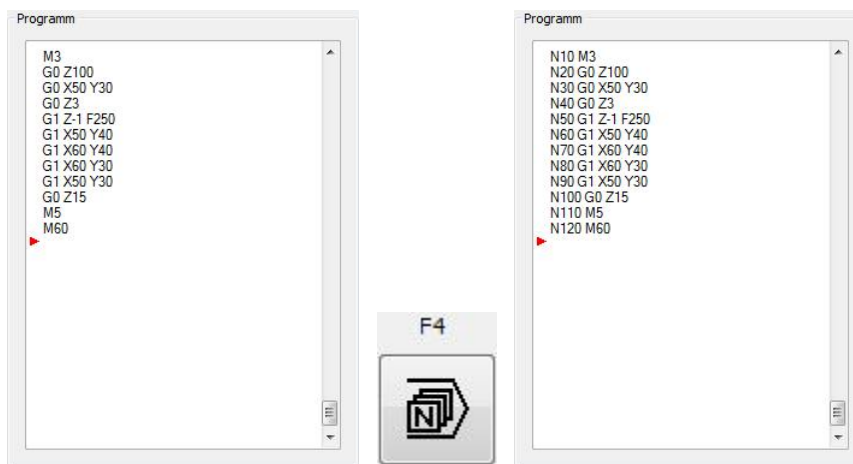 Programm
M3
G0 Z100
G0 X50 Y30
G0 Z3
G1 Z-1 F250
G1 X50 Y40
G1 X60 Y40
G1 X60 Y30
G1 X50 Y30
G0 Z15
M5
M60
F4
N
Programm
N10 M3
N20 G0 Z100
N30 G0 X50 Y30
N40 G0 Z3
N50 G1 Z-1 F250
N60 G1 X50 Y40
N70 G1 X60 Y40
N80 G1 X60 Y30
N90 G1 X50 Y30
N100 G0 Z15
N110 M5
N120 M60